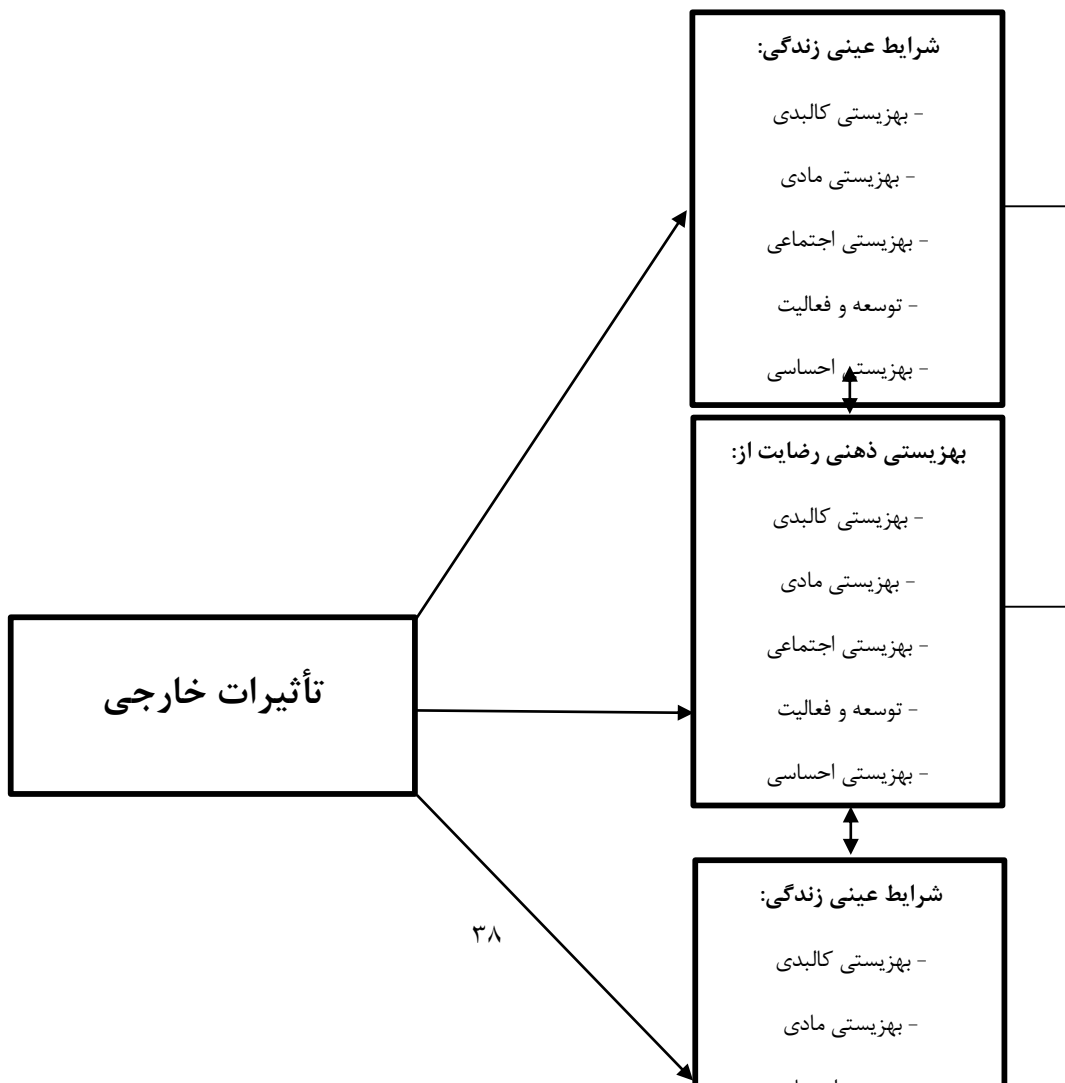 شرایط عینی زندگی:
- بهزیستی کالبدی
- بهزیستی مادی
- بهزیستی اجتماعی
- توسعه و فعالیت
- بهزیستی احساسی
بهزیستی ذهنی رضایت از:
- بهزیستی کالبدی
- بهزیستی مادی
- بهزیستی اجتماعی
- توسعه و فعالیت
- بهزیستی احساسی
تأثیرات خارجی
شرایط عینی زندگی:
- بهزیستی کالبدی
- بهزیستی مادی
۳۸